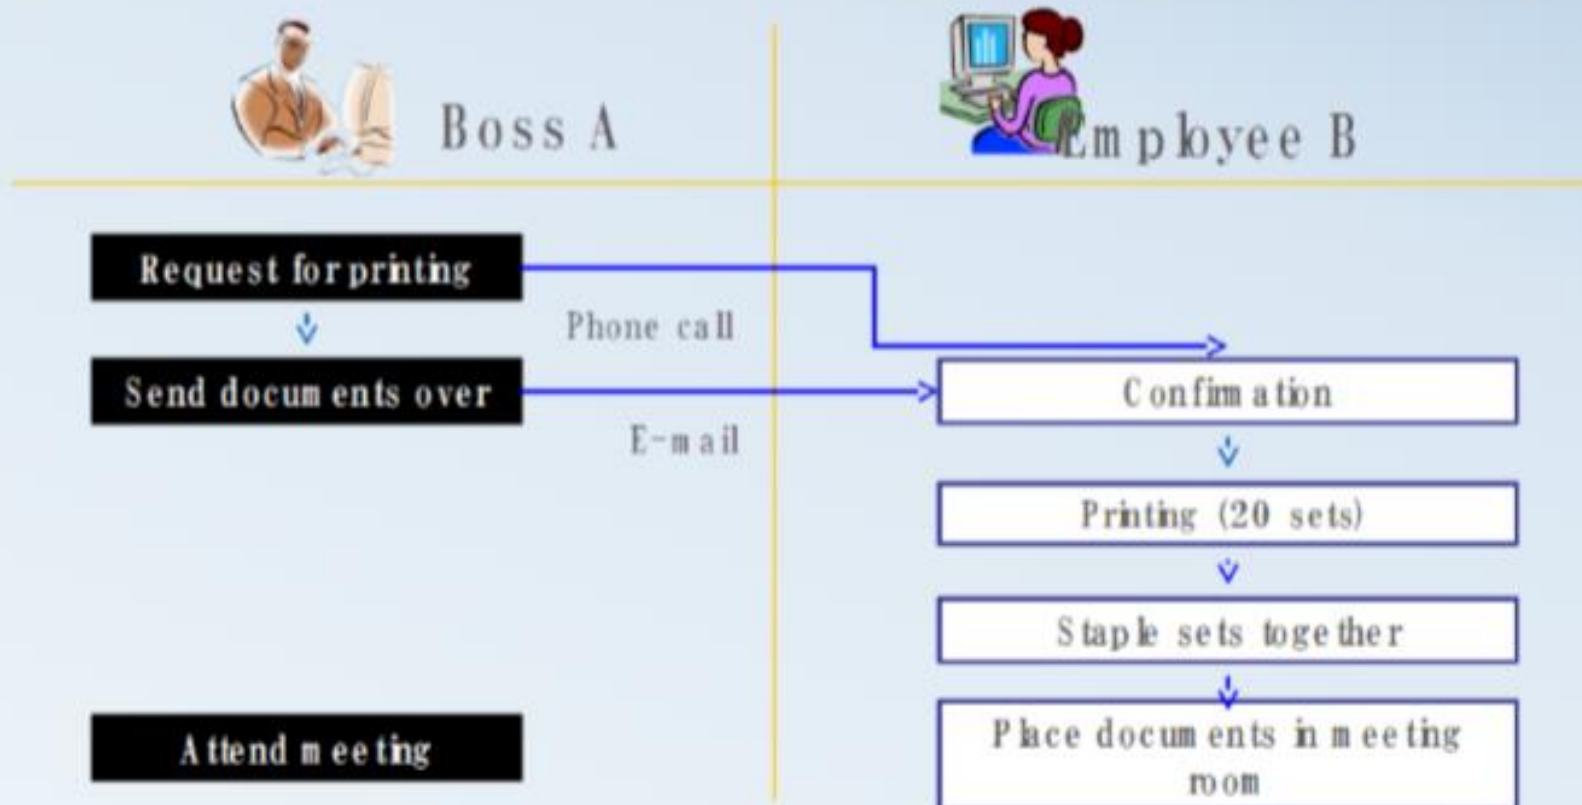 Boss A
Employee B
Request for printing
Phone call
Send documents over
Confirmation
E-mail
Printing (20 sets)
Staple sets together
Attend meeting
Place documents in meeting
room